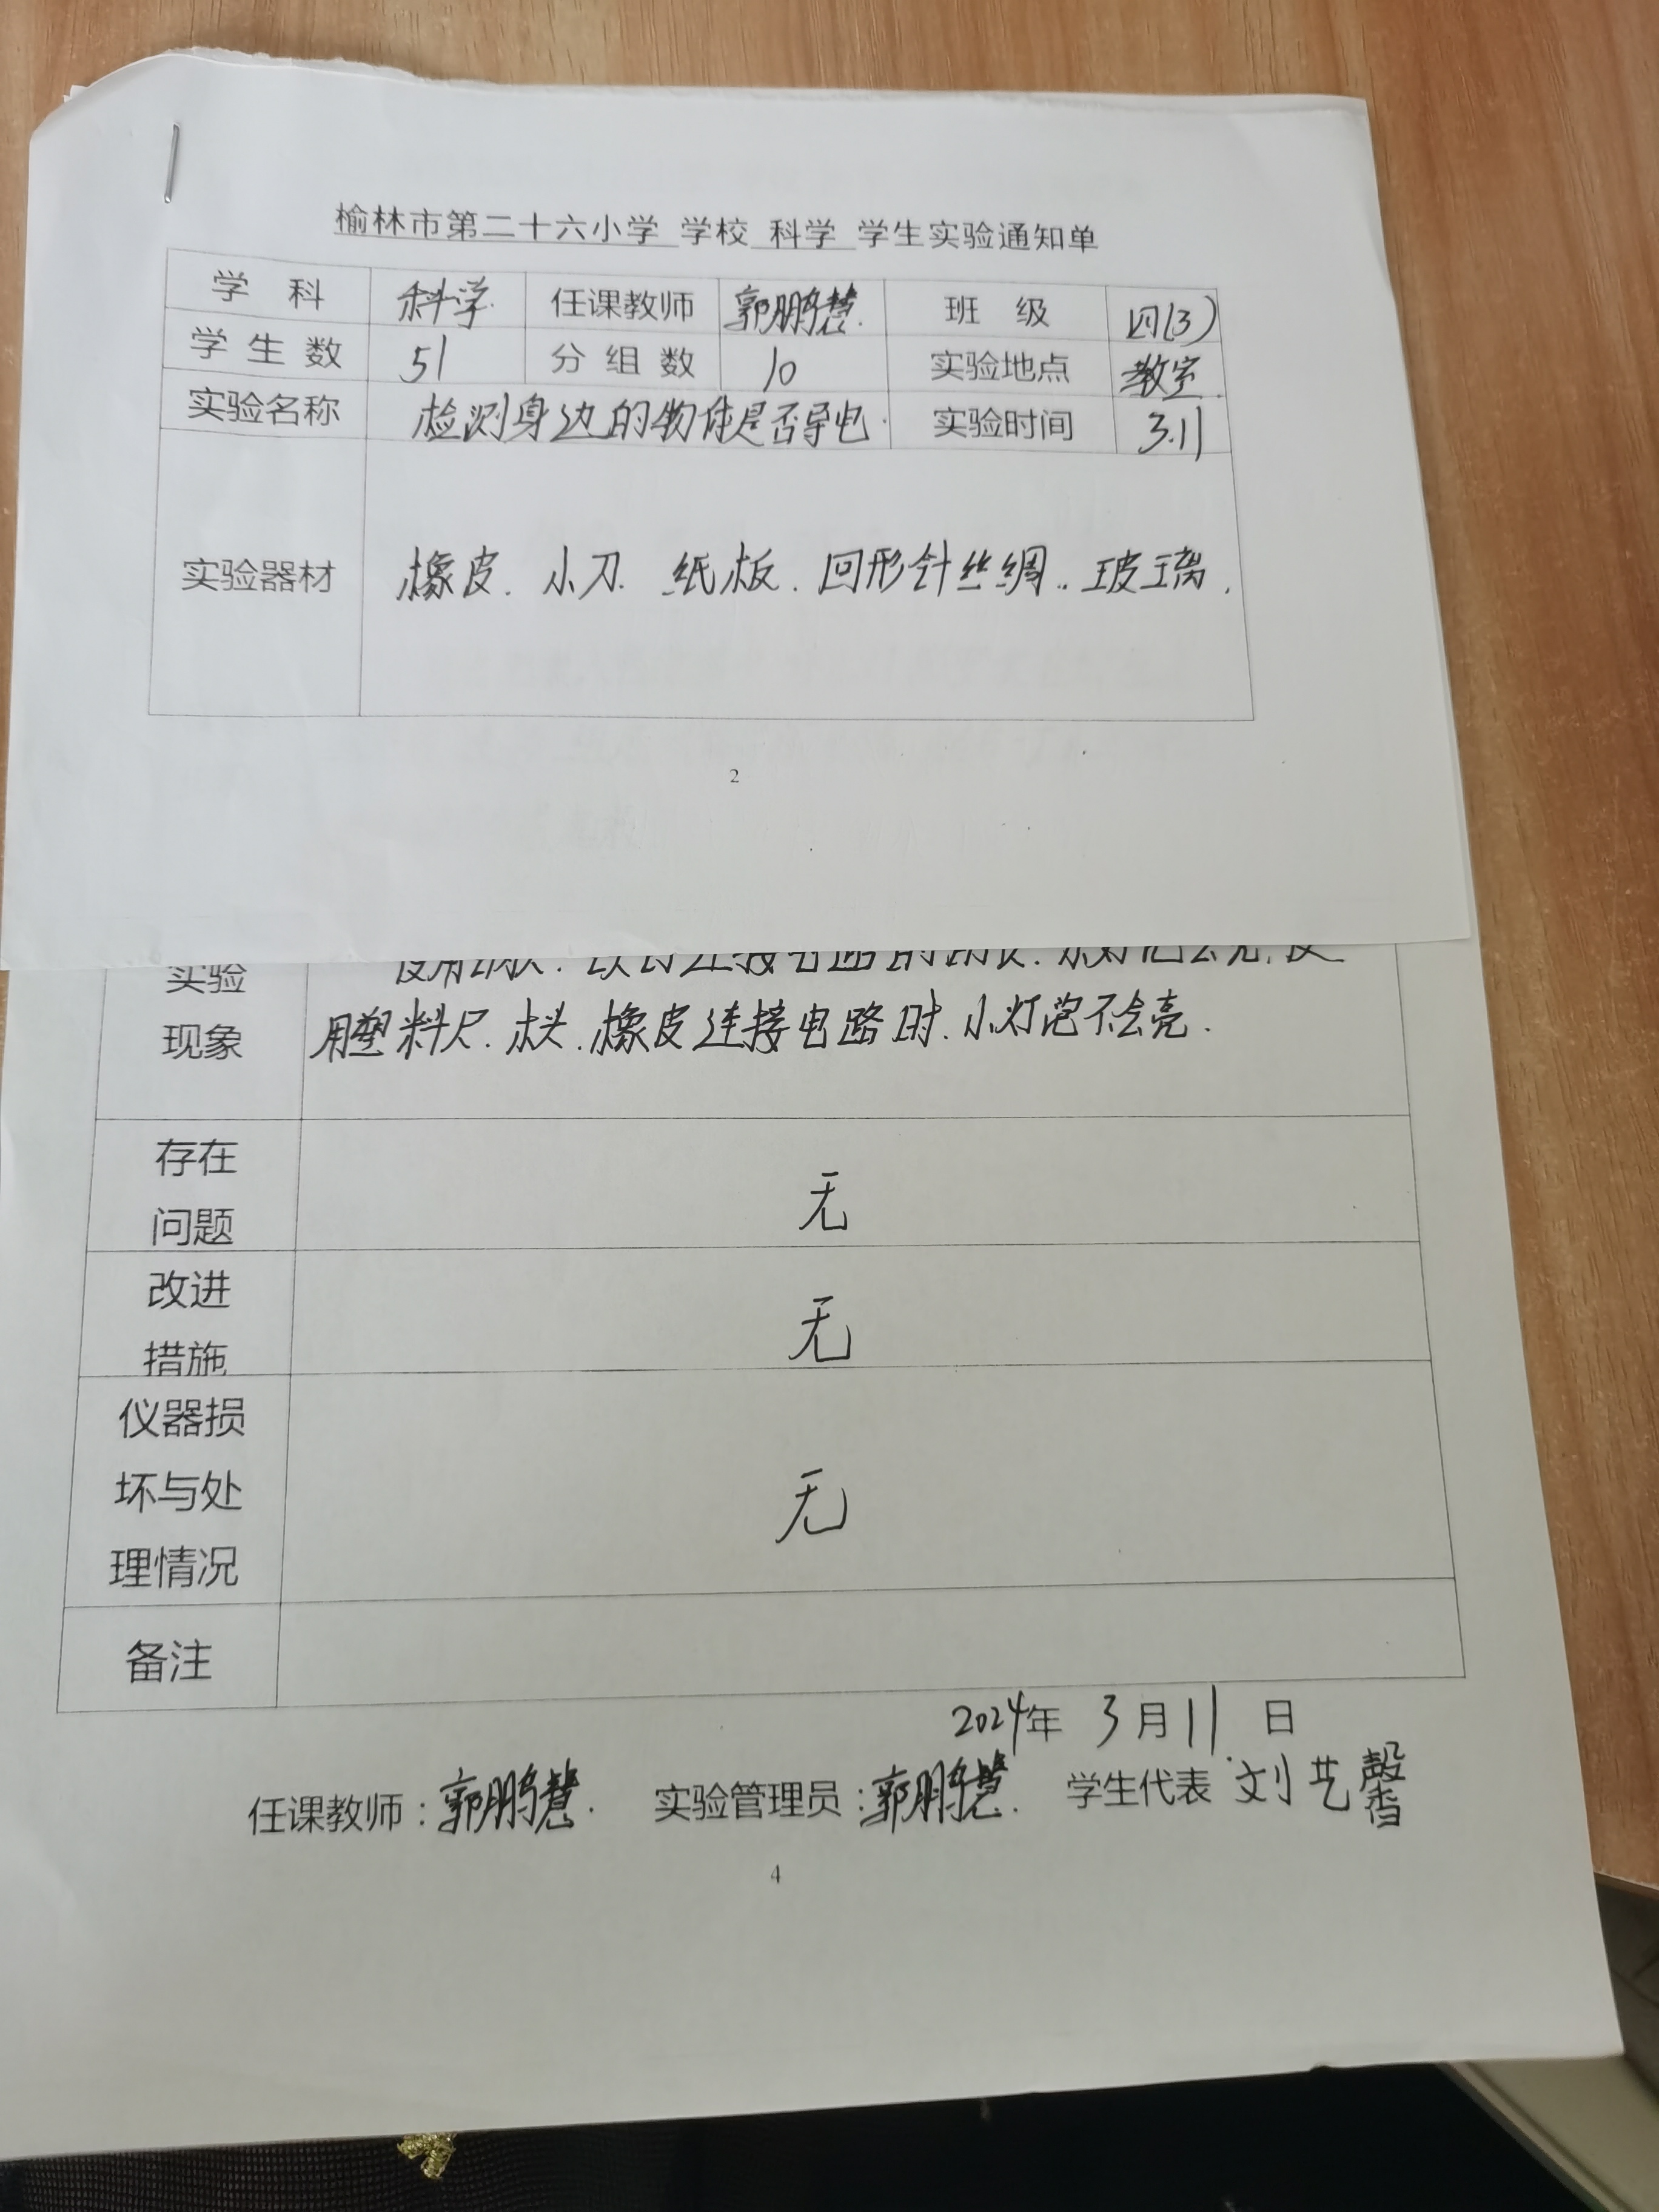 榆林市第二十六小学 学校 科学 学生实验通知单
学 科 科学. 任课教师 郭鹏慧. 班 级 四(3)
学 生 数 51 分 组 数 10 实验地点 教室.
实验名称 检测身边的物体是否导电. 实验时间 3.11
实验器材 橡皮. 小刀. 纸板. 回形针丝绸.. 玻璃.
2
实验
现象 用塑料尺. 木头. 橡皮连接电路时. 小灯泡不会亮.
存在
问题 无
改进
措施 无
仪器损
坏与处 无
理情况
备注
2024年 3月11日
任课教师:郭鹏慧. 实验管理员:郭鹏慧. 学生代表:刘艺馨
4